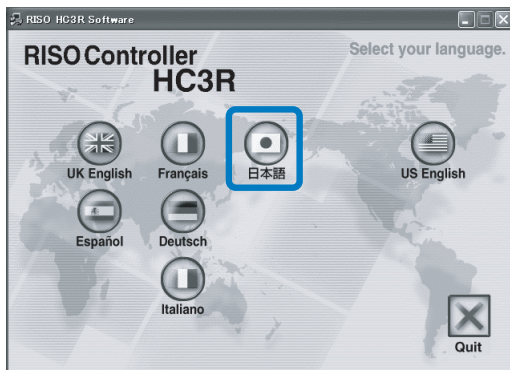 RISO HC3R Software
RISO Controller
HC3R
Select your language.
UK English
Français
日本語
US English
Español
Deutsch
Italiano
Quit